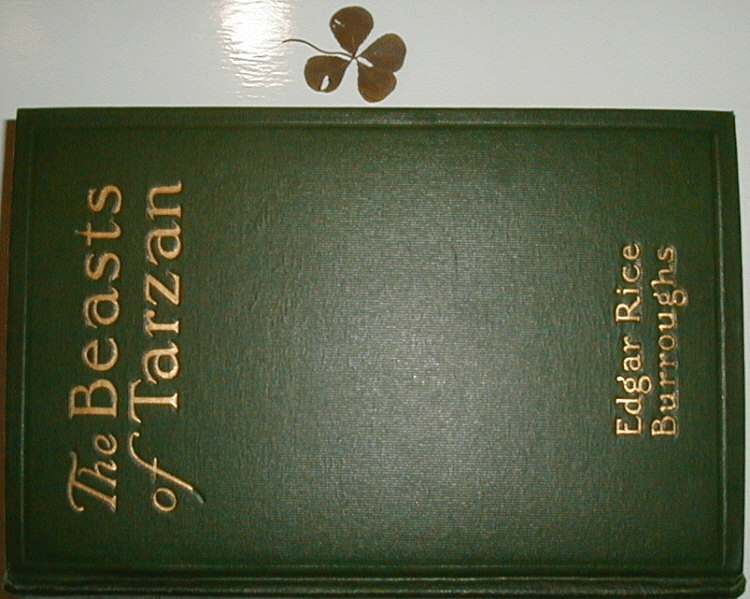 The Beasts
of Tarzan
Edgar Rice
Burroughs